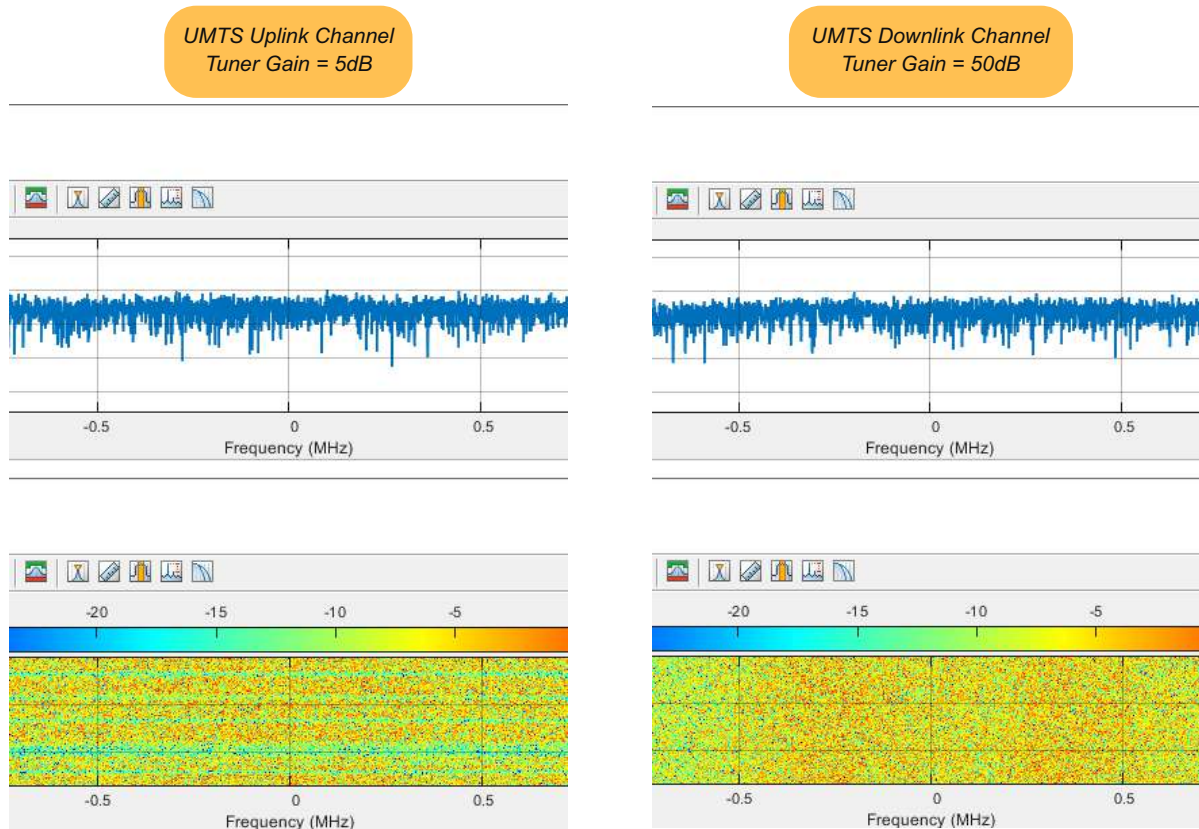 UMTS Uplink Channel
Tuner Gain = 5dB
UMTS Downlink Channel
Tuner Gain = 50dB
-0.5 0 0.5
Frequency (MHz)
-0.5 0 0.5
Frequency (MHz)
-20 -15 -10 -5
-0.5 0 0.5
Frequency (MHz)
-20 -15 -10 -5
-0.5 0 0.5
Frequency (MHz)